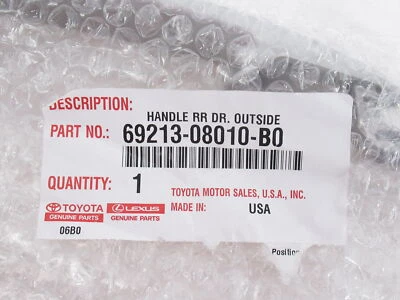 DESCRIPTION:
HANDLE RR DR. OUTSIDE
PART NO.: 69213-08010-B0
QUANTITY: 1
TOYOTA MOTOR SALES, U.S.A., INC.
TOYOTA
GENUINE PARTS
LEXUS
GENUINE PARTS
MADE IN: USA
06B0
Position